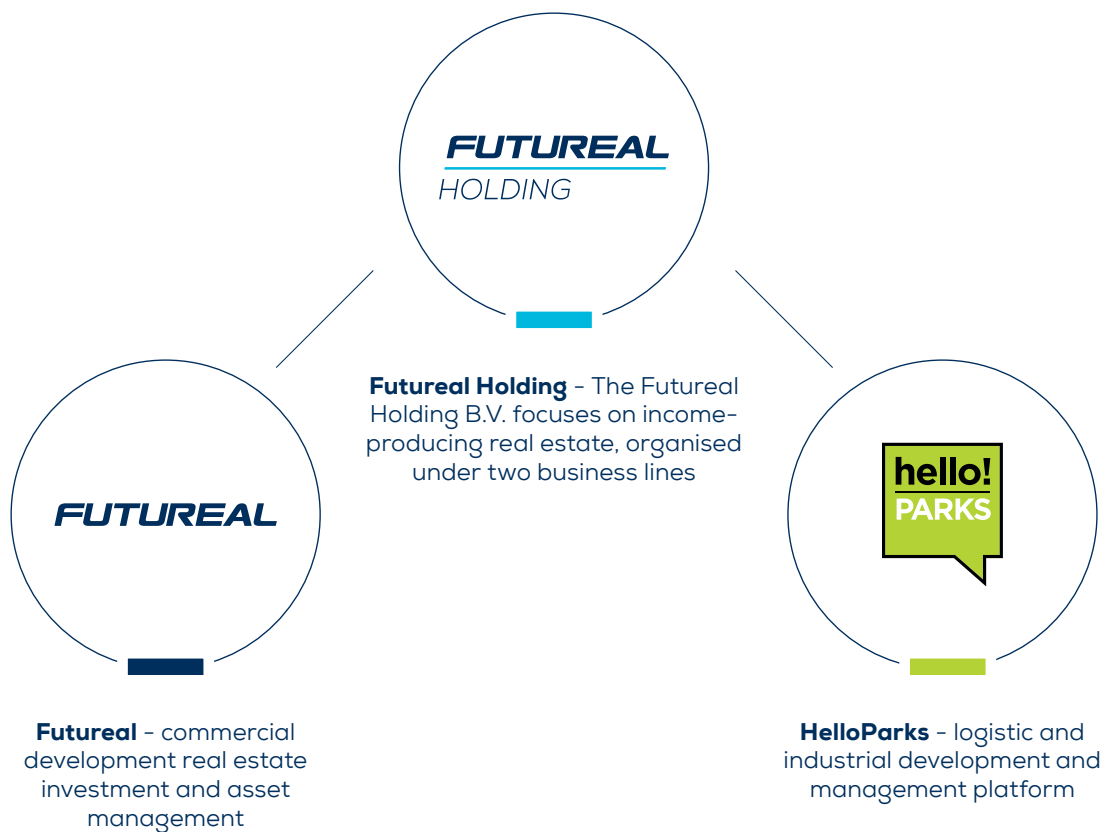 FUTUREAL
HOLDING
Futureal Holding - The Futureal
Holding B.V. focuses on income-
producing real estate, organised
under two business lines
FUTUREAL
Futureal - commercial
development real estate
investment and asset
management
hello!
PARKS
HelloParks - logistic and
industrial development and
management platform